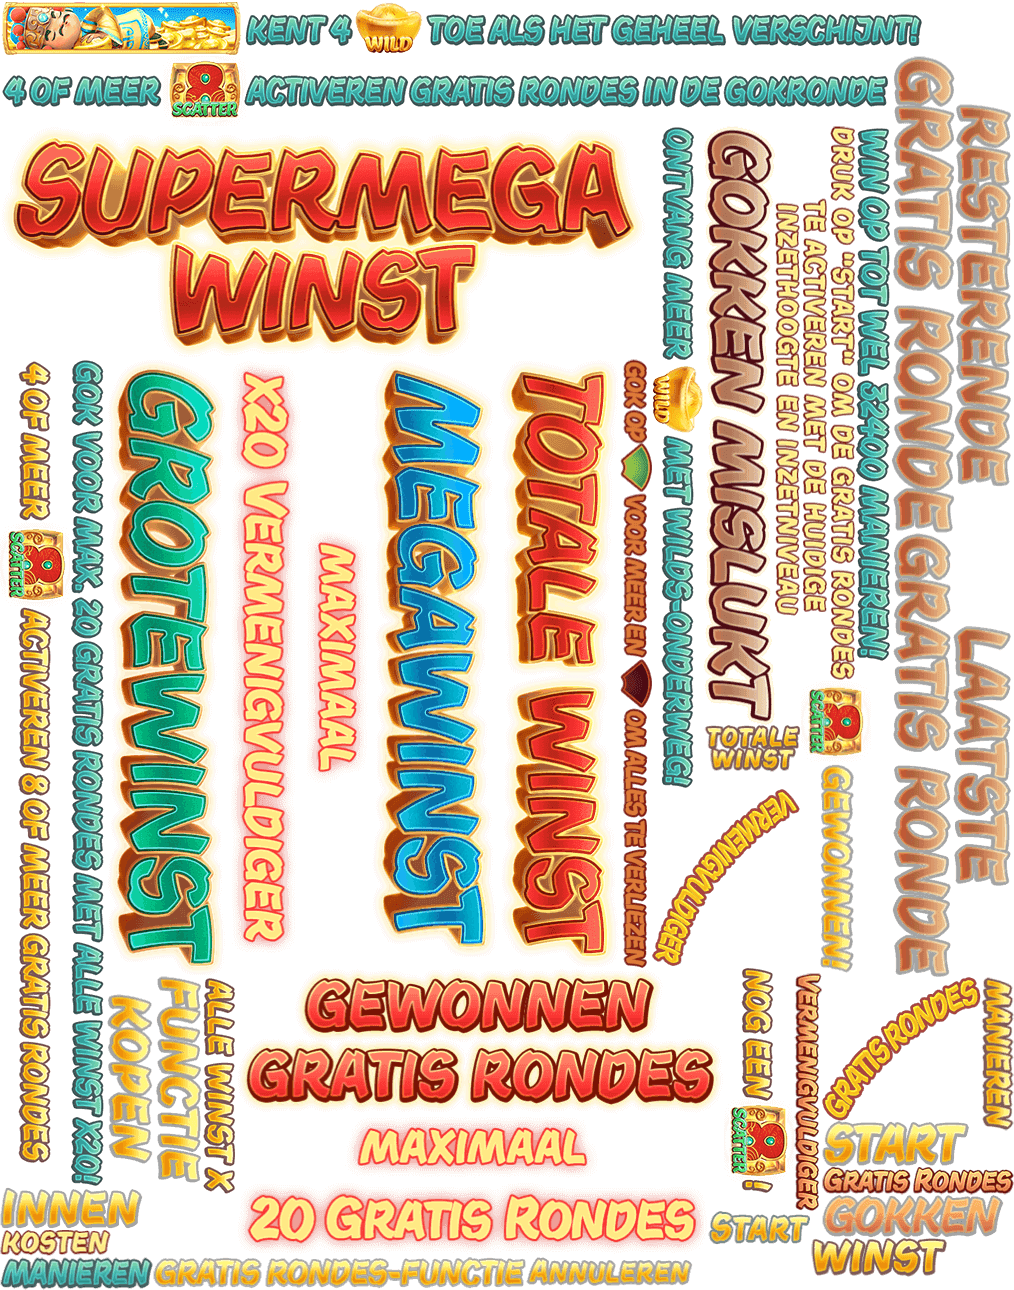 KENT 4 WILD TOE ALS HET GEHEEL VERSCHIJNT!
4 OF MEER SCATTER ACTIVEREN GRATIS RONDES IN DE GOKRONDE
SUPERMEGA
WINST
ONTVANG MEER WILD MET WILDS-ONDERWEG!
GOKKEN MISLUKT
WIN OP TOT WEL 32400 MANIEREN!
DRUK OP "START" OM DE GRATIS RONDES
TE ACTIVEREN MET DE HUIDIGE
INZETHOOGTE EN INZETNIVEAU
RESTERENDE
GRATIS RONDE
GRATIS RONDE
LAATSTE
GRATIS RONDE
4 OF MEER SCATTER ACTIVEREN 8 OF MEER GRATIS RONDES
GOK VOOR MAX. 20 GRATIS RONDES MET ALLE WINST X20!
GROTEWINST
X20 VERMENIGVULDIGER
MAXIMAAL
MEGAWINST
TOTALE WINST
GOK OP VOOR MEER EN OM ALLES TE VERLIEZEN
TOTALE
WINST
SCATTER GEWONNEN!
VERMENIGVULDIGER
ALLE WINST X
FUNCTIE
KOPEN
GEWONNEN
GRATIS RONDES
MAXIMAAL
20 GRATIS RONDES
NOG EEN SCATTER !
VERMENIGVULDIGER
GRATIS RONDES
MANIEREN
START
GRATIS RONDES
INNEN
KOSTEN
START
GOKKEN
WINST
MANIEREN
GRATIS RONDES-FUNCTIE ANNULEREN